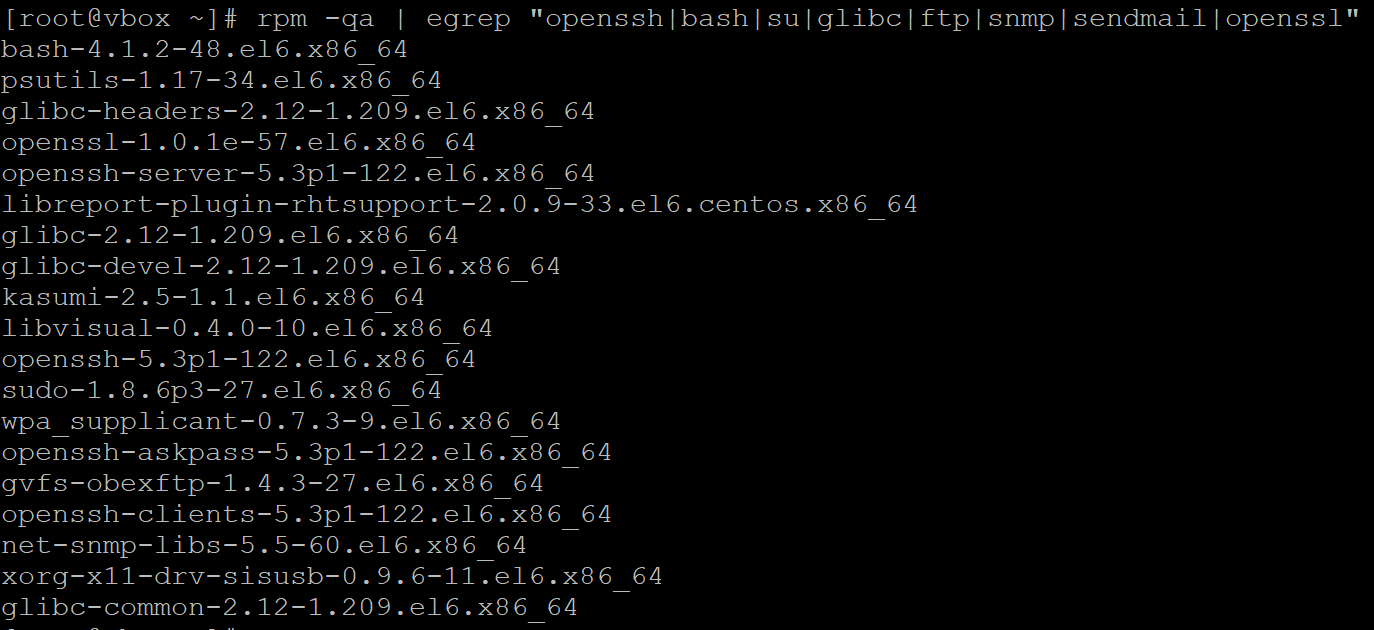 [root@vbox ~]# rpm -qa | egrep "openssh|bash|su|glibc|ftp|snmp|sendmail|openssl"
bash-4.1.2-48.el6.x86_64
psutils-1.17-34.el6.x86_64
glibc-headers-2.12-1.209.el6.x86_64
openssl-1.0.1e-57.el6.x86_64
openssh-server-5.3p1-122.el6.x86_64
libreport-plugin-rhtsupport-2.0.9-33.el6.centos.x86_64
glibc-2.12-1.209.el6.x86_64
glibc-devel-2.12-1.209.el6.x86_64
kasumi-2.5-1.1.el6.x86_64
libvisual-0.4.0-10.el6.x86_64
openssh-5.3p1-122.el6.x86_64
sudo-1.8.6p3-27.el6.x86_64
wpa_supplicant-0.7.3-9.el6.x86_64
openssh-askpass-5.3p1-122.el6.x86_64
gvfs-obexftp-1.4.3-27.el6.x86_64
openssh-clients-5.3p1-122.el6.x86_64
net-snmp-libs-5.5-60.el6.x86_64
xorg-x11-drv-sisusb-0.9.6-11.el6.x86_64
glibc-common-2.12-1.209.el6.x86_64